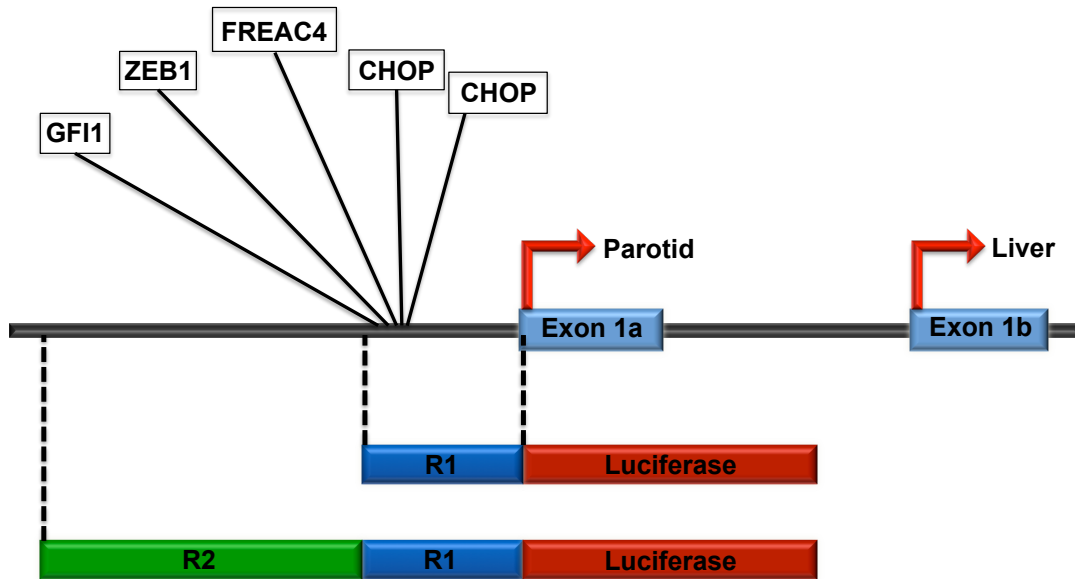 FREAC4
ZEB1
CHOP
CHOP
GFI1
Parotid
Liver
Exon 1a
Exon 1b
R1
Luciferase
R2
R1
Luciferase